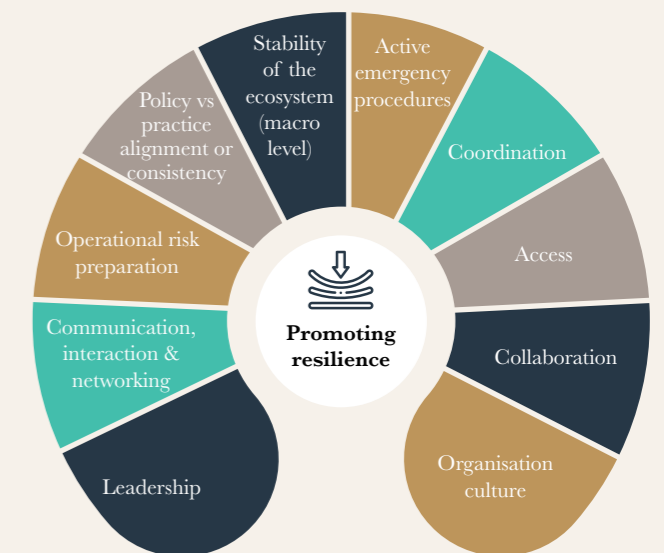 Stability
of the
ecosystem
(macro
level)
Active
emergency
procedures
Policy vs
practice
alignment or
consistency
Coordination
Operational risk
preparation
Access
Communication,
interaction &
networking
Promoting
resilience
Collaboration
Leadership
Organisation
culture